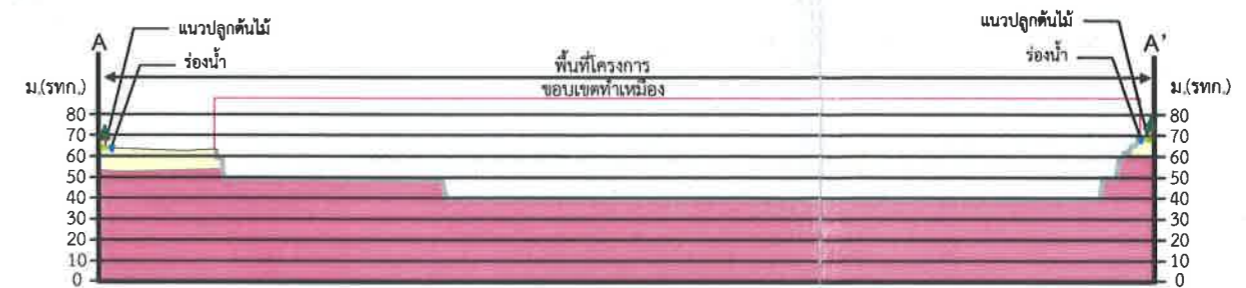 แนวปลูกต้นไม้
แนวปลูกต้นไม้
A
ร่องน้ำ
ร่องน้ำ
A'
พื้นที่โครงการ
ม.(รทก.)
ขอบเขตทำเหมือง
ม.(รทก.)
80
80
70
70
60
60
50
50
40
40
30
30
20
20
10
10
0
0